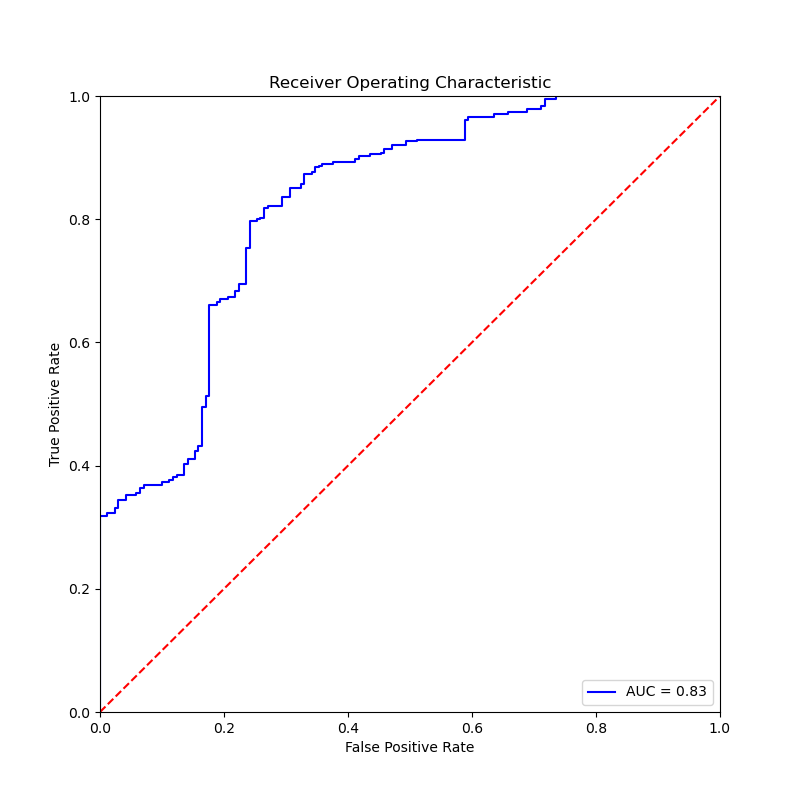 Receiver Operating Characteristic
1.0
0.8
0.6
0.4
0.2
0.0
True Positive Rate
AUC = 0.83
0.0 0.2 0.4 0.6 0.8 1.0
False Positive Rate